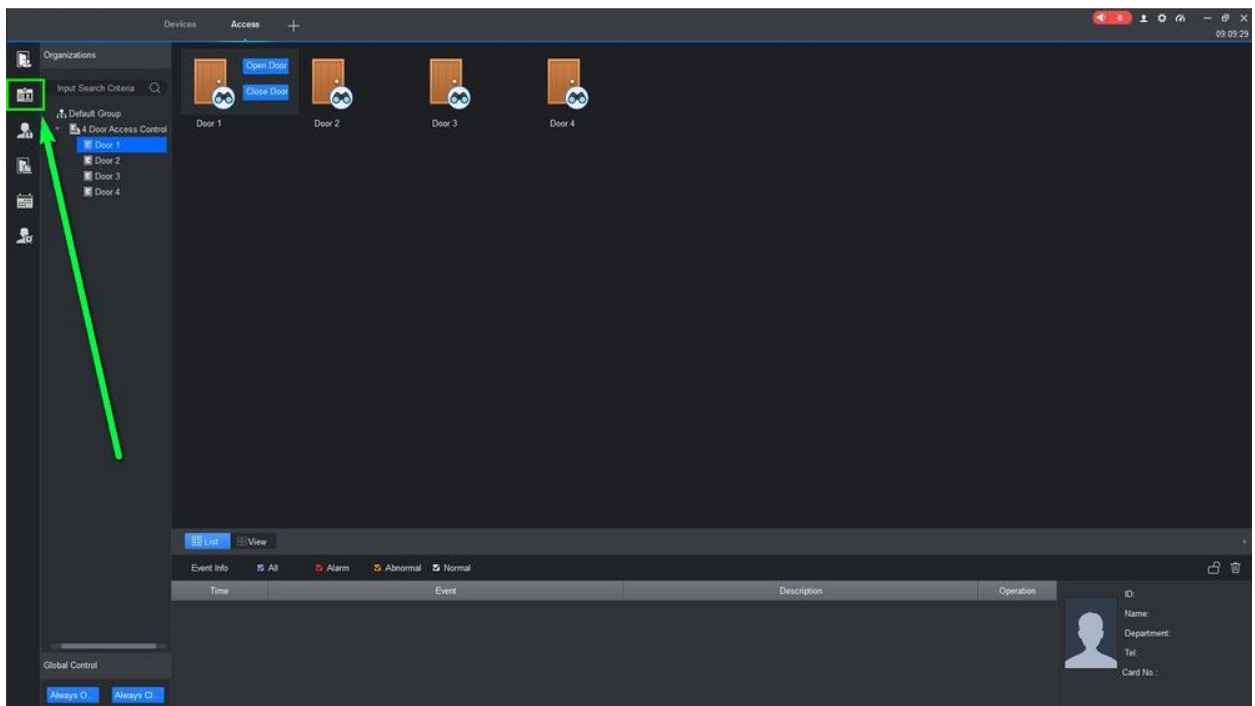 Devices Access
0
09:09:29
Organizations
Input Search Criteria
Default Group
4 Door Access Control
Door 1
Door 2
Door 3
Door 4
Open Door
Close Door
Door 1 Door 2 Door 3 Door 4
List View
Event Info All Alarm Abnormal Normal
Time Event Description Operation
ID:
Name:
Department:
Tel:
Card No.:
Global Control
Always O... Always Cl...